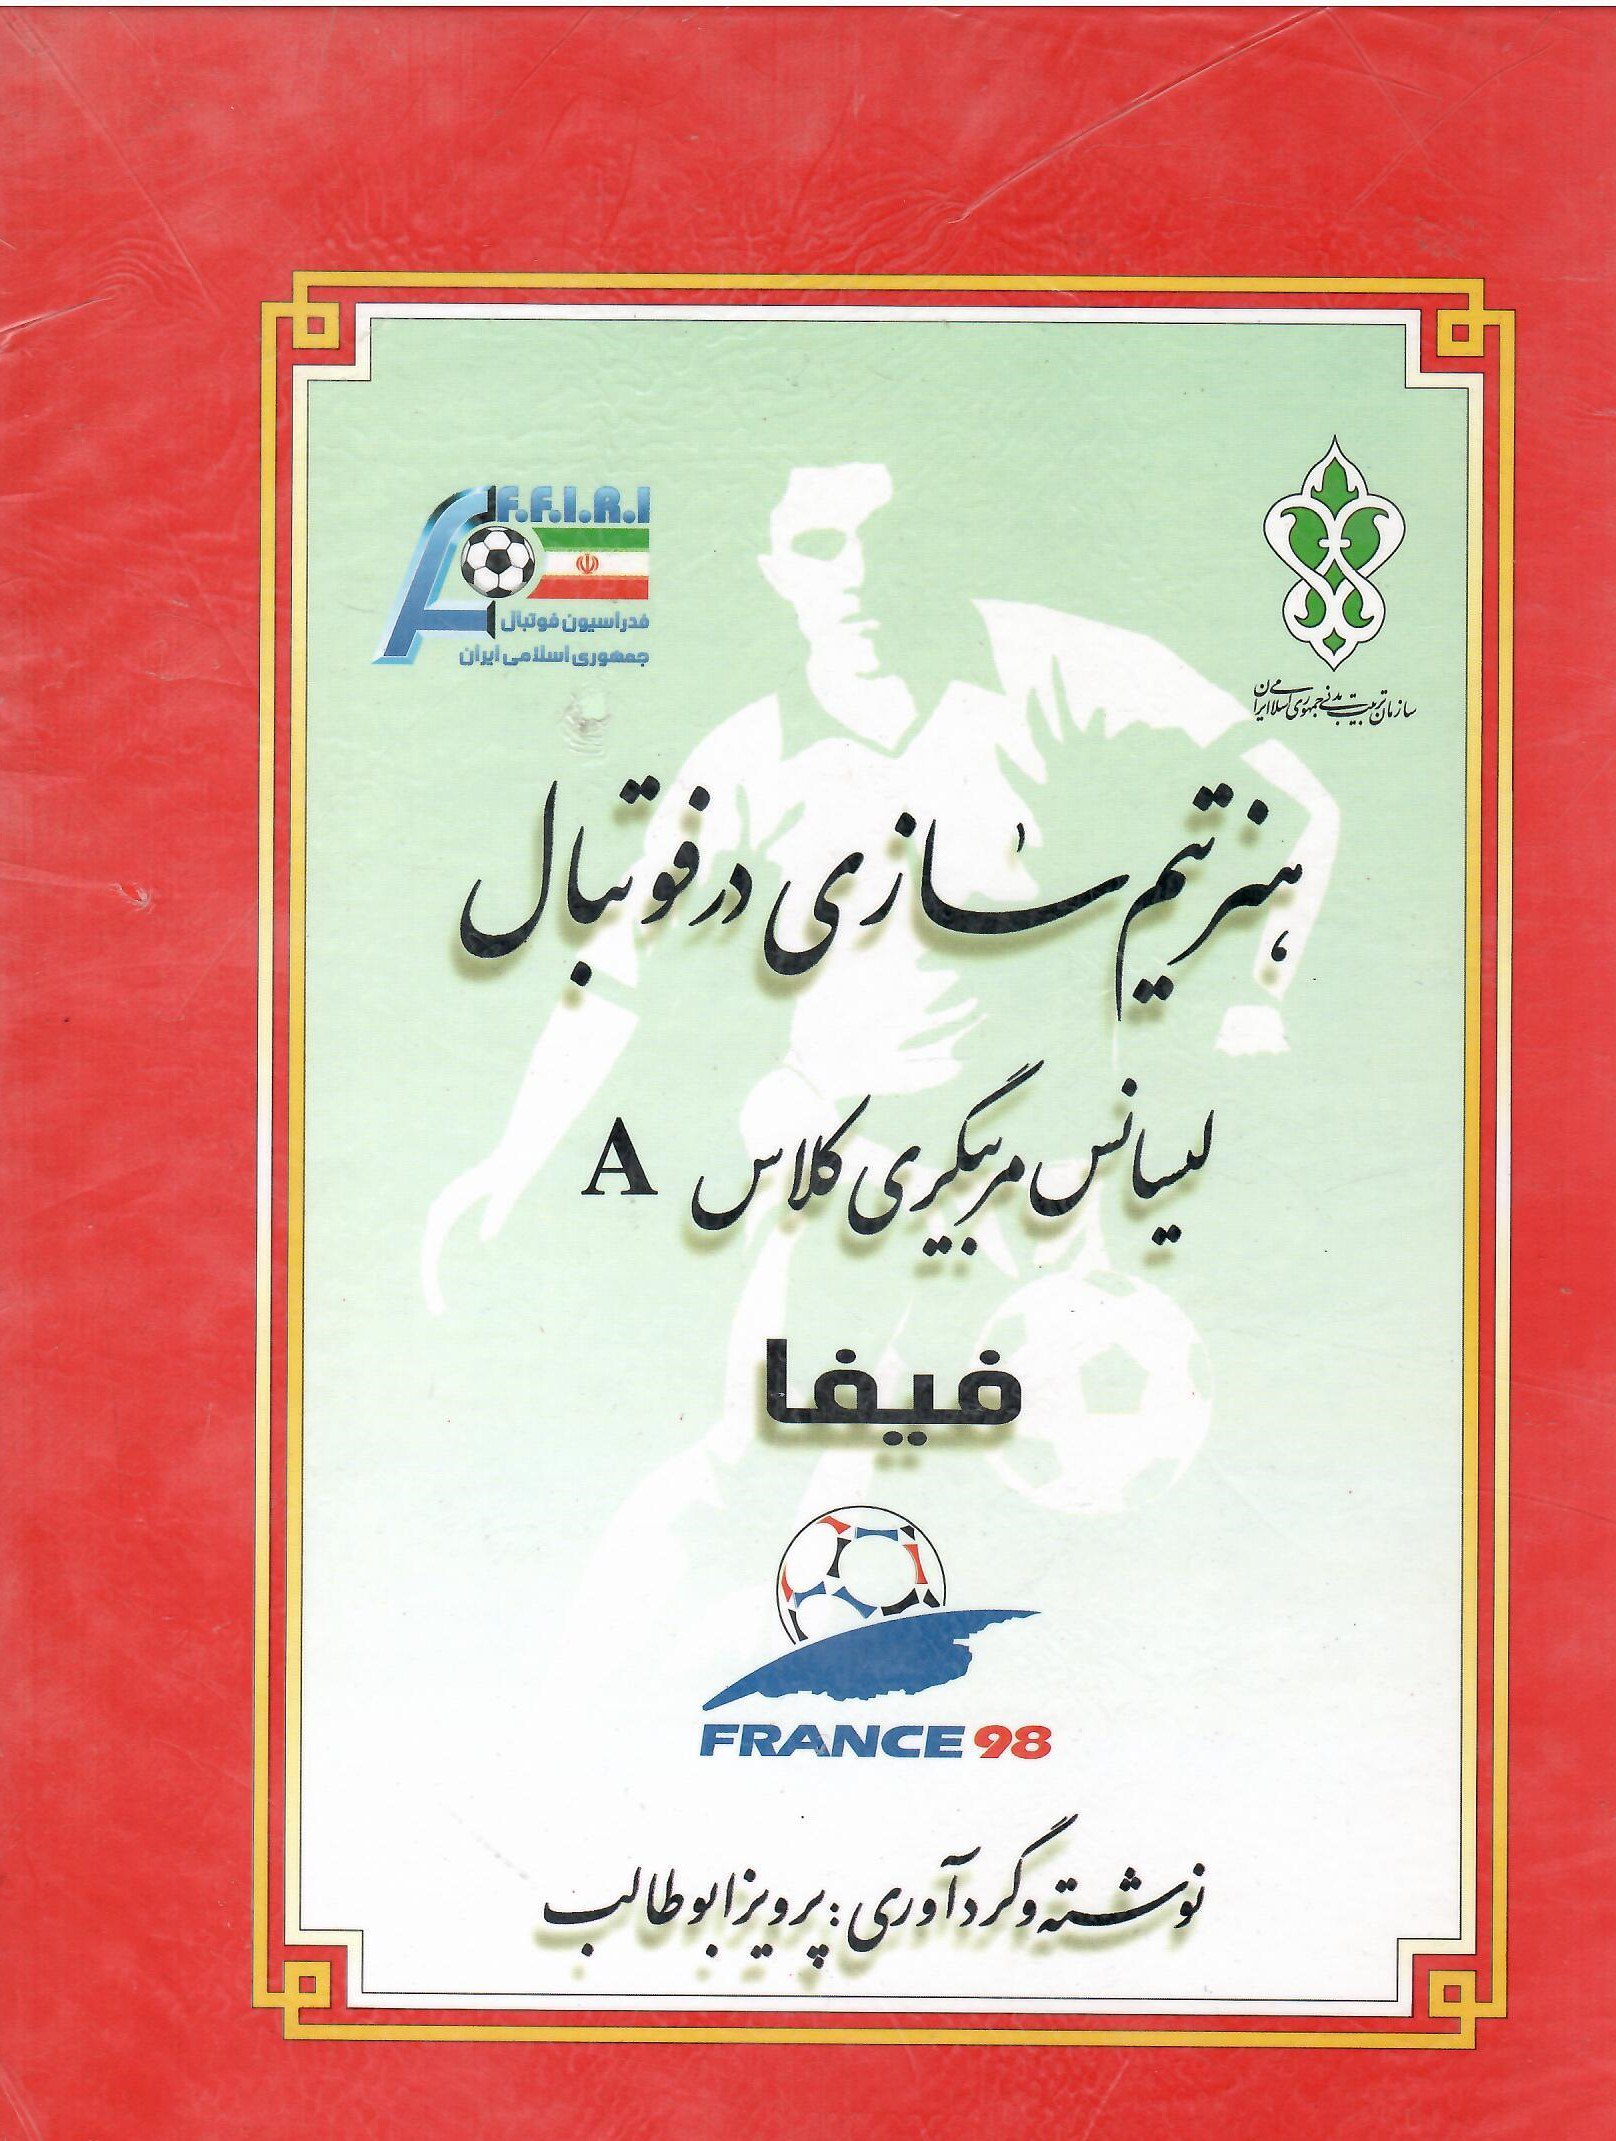 F.F.I.R.I
فدراسیون فوتبال
جمهوری اسلامی ایران
سازمان تربیت بدنی جمهوری اسلامی ایران
هنر تیم سازی در فوتبال
لیسانس مربیگری کلاس A
فیفا
FRANCE 98
نوشته و گردآوری : پرویز ابوطالب